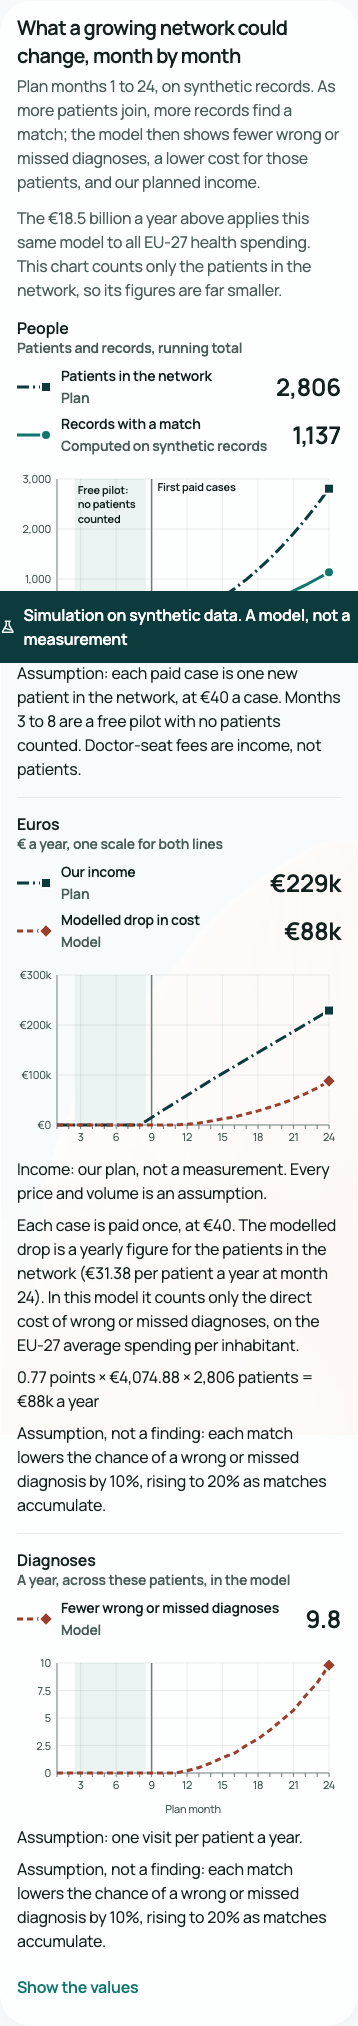 What a growing network could
change, month by month
Plan months 1 to 24, on synthetic records. As
more patients join, more records find a
match; the model then shows fewer wrong or
missed diagnoses, a lower cost for those
patients, and our planned income.
The €18.5 billion a year above applies this
same model to all EU-27 health spending.
This chart counts only the patients in the
network, so its figures are far smaller.
People
Patients and records, running total
Patients in the network
Plan
2,806
Records with a match
Computed on synthetic records
1,137
3,000
Free pilot:
no patients
counted
First paid cases
2,000
1,000
Simulation on synthetic data. A model, not a
measurement
Assumption: each paid case is one new
patient in the network, at €40 a case. Months
3 to 8 are a free pilot with no patients
counted. Doctor-seat fees are income, not
patients.
Euros
€ a year, one scale for both lines
Our income
Plan
€229k
Modelled drop in cost
Model
€88k
€300k
€200k
€100k
€0
3 6 9 12 15 18 21 24
Income: our plan, not a measurement. Every
price and volume is an assumption.
Each case is paid once, at €40. The modelled
drop is a yearly figure for the patients in the
network (€31.38 per patient a year at month
24). In this model it counts only the direct
cost of wrong or missed diagnoses, on the
EU-27 average spending per inhabitant.
0.77 points × €4,074.88 × 2,806 patients =
€88k a year
Assumption, not a finding: each match
lowers the chance of a wrong or missed
diagnosis by 10%, rising to 20% as matches
accumulate.
Diagnoses
A year, across these patients, in the model
Fewer wrong or missed diagnoses
Model
9.8
10
7.5
5
2.5
0
3 6 9 12 15 18 21 24
Plan month
Assumption: one visit per patient a year.
Assumption, not a finding: each match
lowers the chance of a wrong or missed
diagnosis by 10%, rising to 20% as matches
accumulate.
Show the values